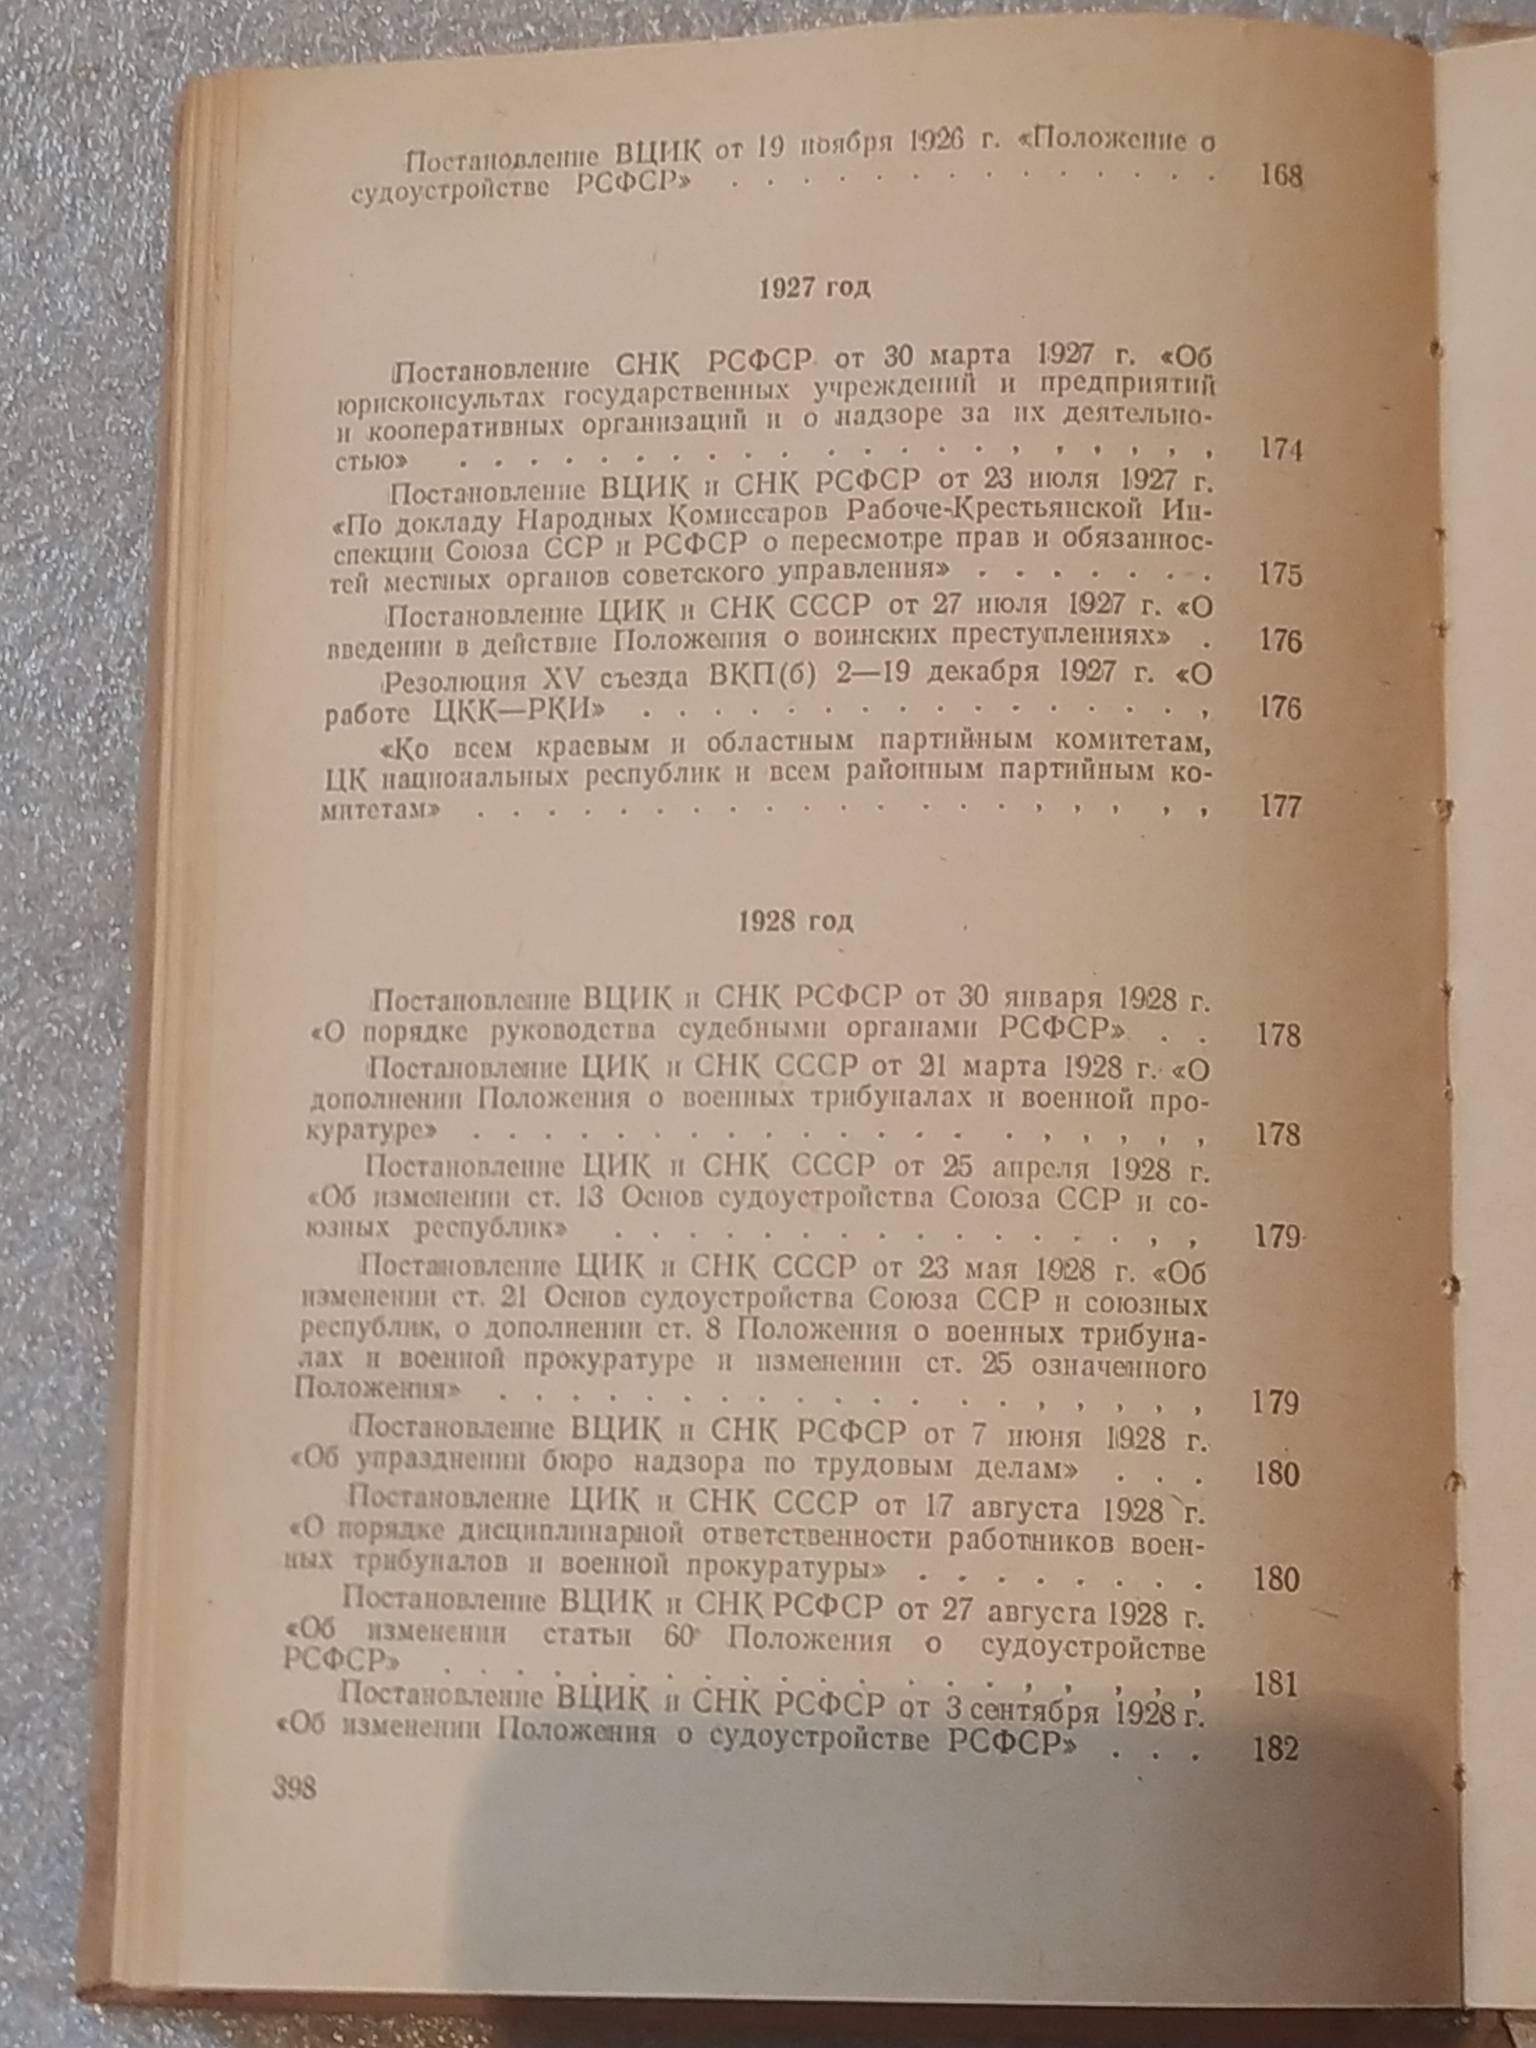 Постановление ВЦИК от 19 ноября 1926 г. «Положение о
судоустройстве РСФСР» . . . . . . . . . . . . . . 168
1927 год
Постановление СНК РСФСР от 30 марта 1927 г. «Об
юрисконсультах государственных учреждений и предприятий
и кооперативных организаций и о надзоре за их деятельно-
стью» . . . . . . . . . . . . . . . . . . . . . 174
Постановление ВЦИК и СНК РСФСР от 23 июля 1927 г.
«По докладу Народных Комиссаров Рабоче-Крестьянской Ин-
спекции Союза ССР и РСФСР о пересмотре прав и обязаннос-
тей местных органов советского управления» . . . . . . . 175
Постановление ЦИК и СНК СССР от 27 июля 1927 г. «О
введении в действие Положения о воинских преступлениях» . 176
Резолюция XV съезда ВКП(б) 2—19 декабря 1927 г. «О
работе ЦКК—РКИ» . . . . . . . . . . . . . . . . 176
«Ко всем краевым и областным партийным комитетам,
ЦК национальных республик и всем районным партийным ко-
митетам» . . . . . . . . . . . . . . . . . . . . 177
1928 год
Постановление ВЦИК и СНК РСФСР от 30 января 1928 г.
«О порядке руководства судебными органами РСФСР» . . 178
Постановление ЦИК и СНК СССР от 21 марта 1928 г. «О
дополнении Положения о военных трибуналах и военной про-
куратуре» . . . . . . . . . . . . . . . . . . . . 178
Постановление ЦИК и СНК СССР от 25 апреля 1928 г.
«Об изменении ст. 13 Основ судоустройства Союза ССР и со-
юзных республик» . . . . . . . . . . . . . . . . . 179
Постановление ЦИК и СНК СССР от 23 мая 1928 г. «Об
изменении ст. 21 Основ судоустройства Союза ССР и союзных
республик, о дополнении ст. 8 Положения о военных трибуна-
лах и военной прокуратуре и изменении ст. 25 означенного
Положения» . . . . . . . . . . . . . . . . . . . 179
Постановление ВЦИК и СНК РСФСР от 7 июня 1928 г.
«Об упразднении бюро надзора по трудовым делам» . . . 180
Постановление ЦИК и СНК СССР от 17 августа 1928 г.
«О порядке дисциплинарной ответственности работников воен-
ных трибуналов и военной прокуратуры» . . . . . . . . 180
Постановление ВЦИК и СНК РСФСР от 27 августа 1928 г.
«Об изменении статьи 60 Положения о судоустройстве
РСФСР» . . . . . . . . . . . . . . . . . . . . . 181
Постановление ВЦИК и СНК РСФСР от 3 сентября 1928 г.
«Об изменении Положения о судоустройстве РСФСР» . . . 182
398